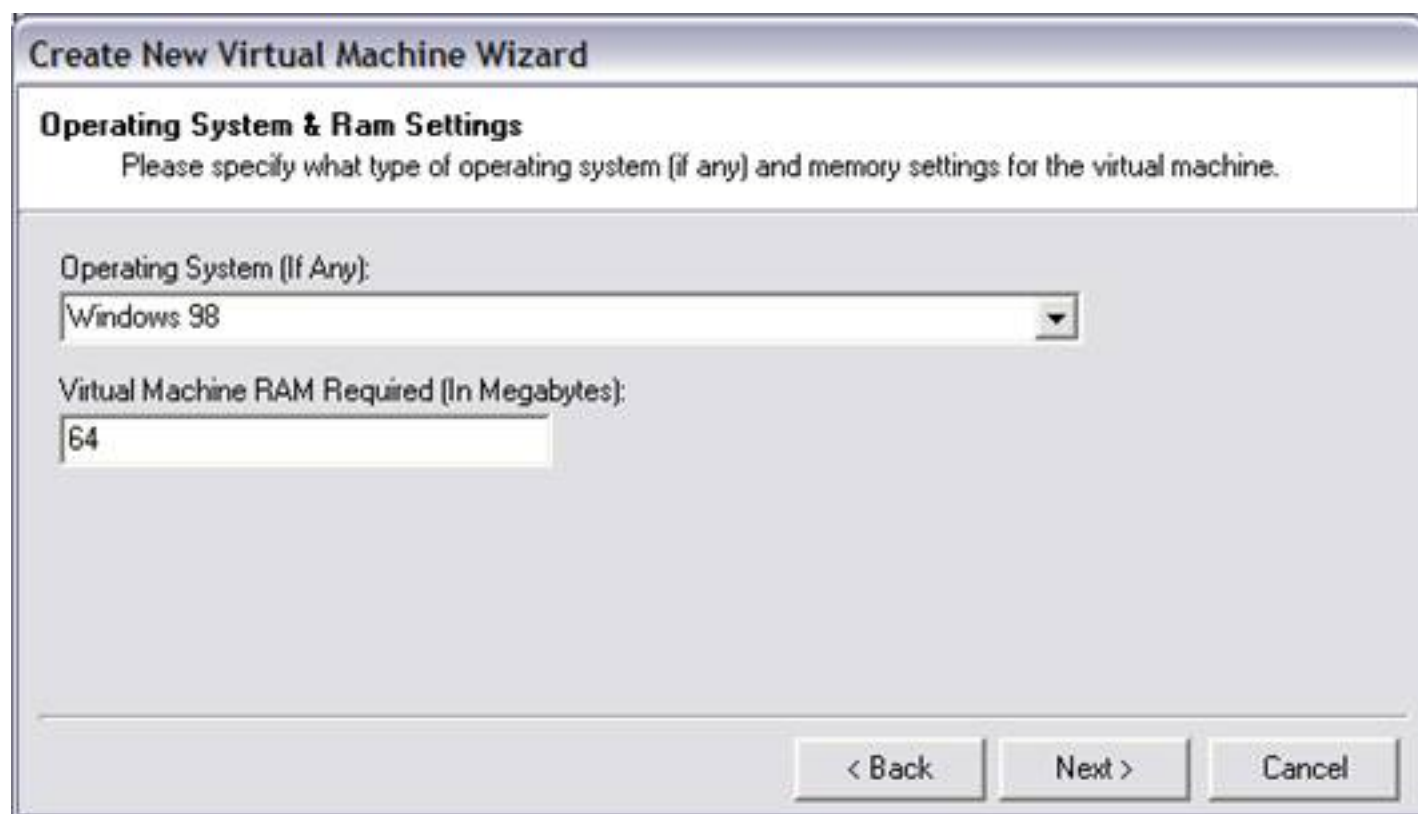 Create New Virtual Machine Wizard
Operating System & Ram Settings
Please specify what type of operating system (if any) and memory settings for the virtual machine.
Operating System (If Any):
Windows 98
Virtual Machine RAM Required (In Megabytes):
64
< Back Next > Cancel